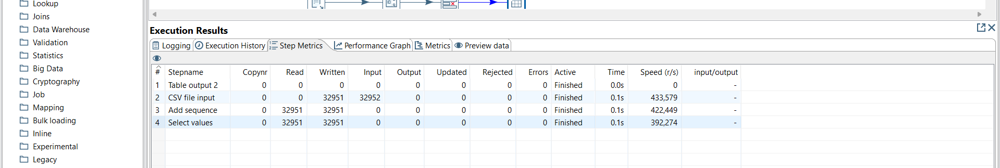 Lookup
Joins
Data Warehouse
Validation
Statistics
Big Data
Cryptography
Job
Mapping
Bulk loading
Inline
Experimental
Legacy
Execution Results
Logging Execution History Step Metrics Performance Graph Metrics Preview data
# Stepname Copynr Read Written Input Output Updated Rejected Errors Active Time Speed (r/s) input/output
1 Table output 2 0 0 0 0 0 0 0 0 Finished 0.0s 0 -
2 CSV file input 0 0 32951 32952 0 0 0 0 Finished 0.1s 433,579 -
3 Add sequence 0 32951 32951 0 0 0 0 0 Finished 0.1s 422,449 -
4 Select values 0 32951 32951 0 0 0 0 0 Finished 0.1s 392,274 -